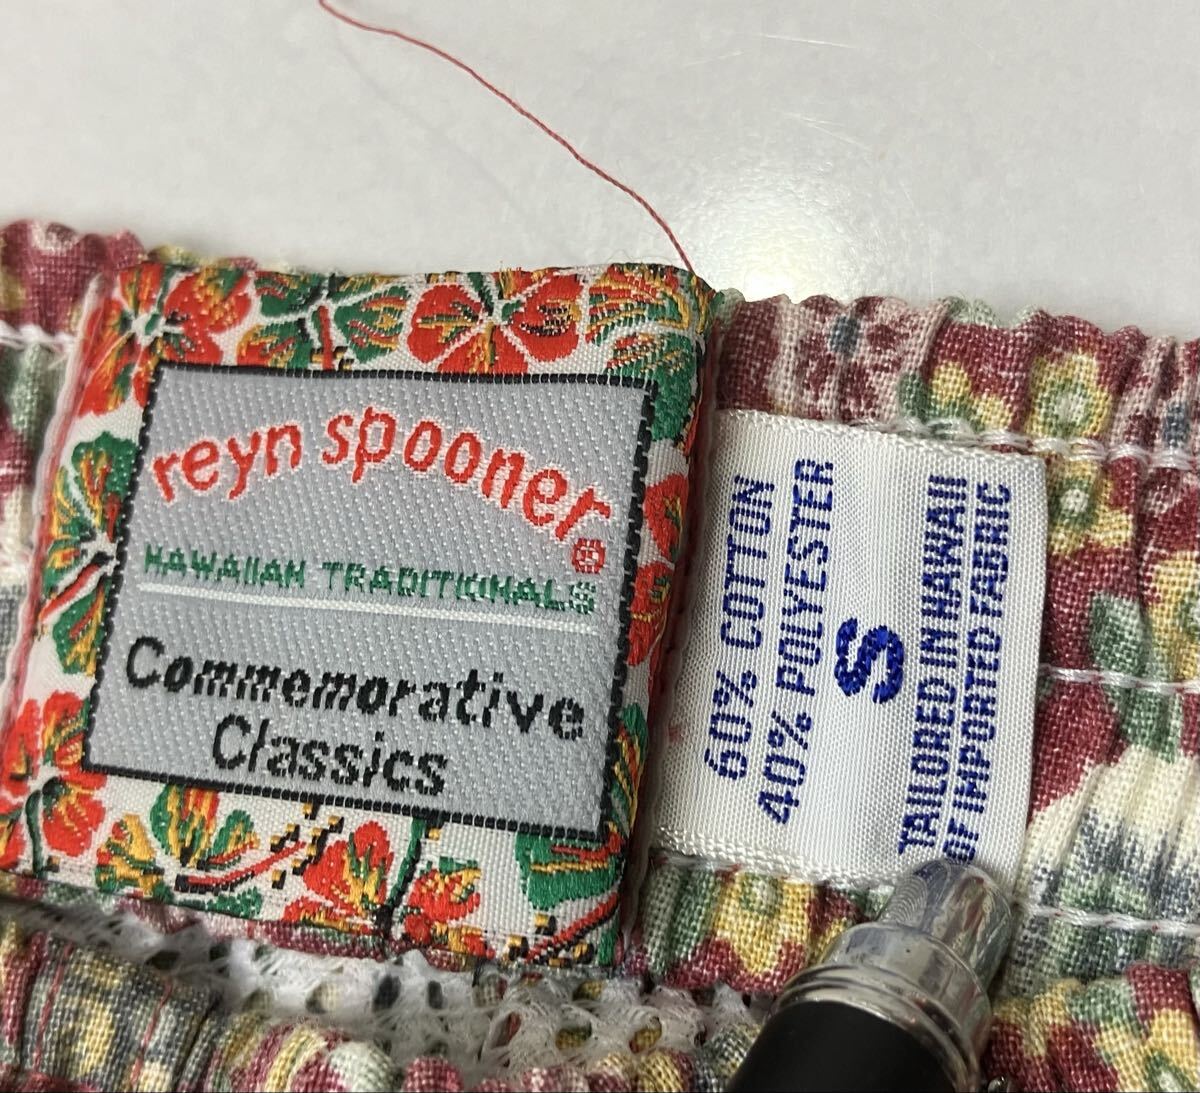 reyn spooner®
HAWAIIAN TRADITIONALS
Commemorative
Classics
60% COTTON
40% POLYESTER
S
TAILORED IN HAWAII
OF IMPORTED FABRIC